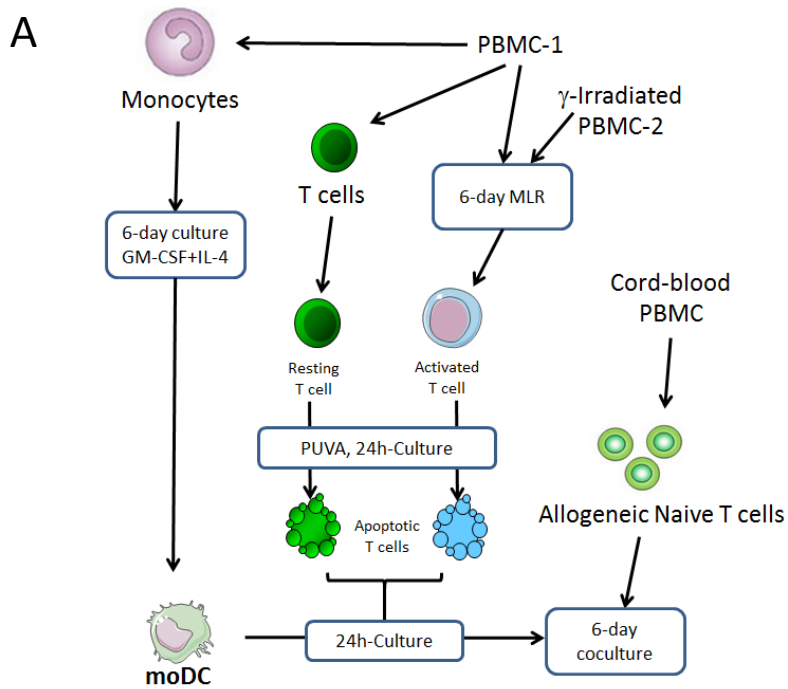 A
PBMC-1
Monocytes
γ-Irradiated
PBMC-2
T cells
6-day MLR
6-day culture
GM-CSF+IL-4
Cord-blood
PBMC
Resting
T cell
Activated
T cell
PUVA, 24h-Culture
Allogeneic Naive T cells
Apoptotic
T cells
24h-Culture
6-day
coculture
moDC